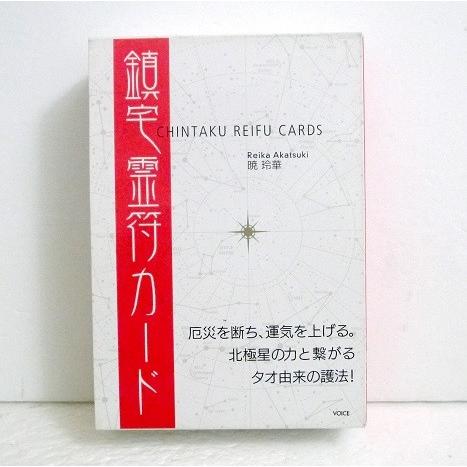 鎮宅霊符カード
CHINTAKU REIFU CARDS
Reika Akatsuki
暁 玲華
厄災を断ち、運気を上げる。
北極星の力と繋がる
タオ由来の護法！
VOICE